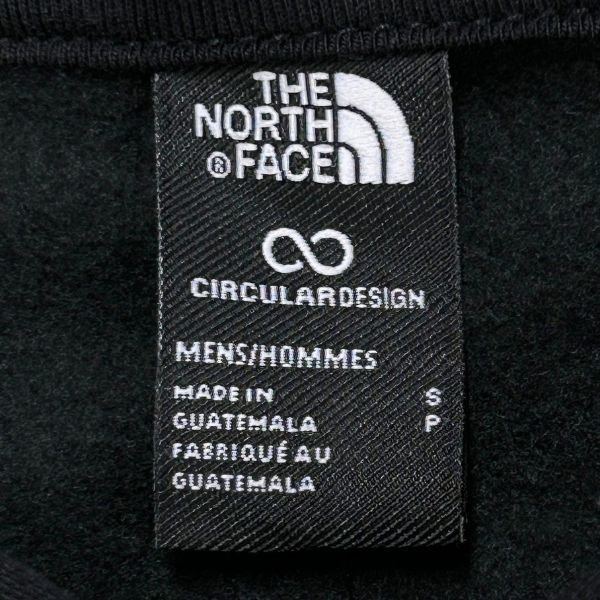 THE
NORTH
® FACE
CIRCULARDESIGN
MENS/HOMMES
MADE IN S
GUATEMALA P
FABRIQUÉ AU
GUATEMALA